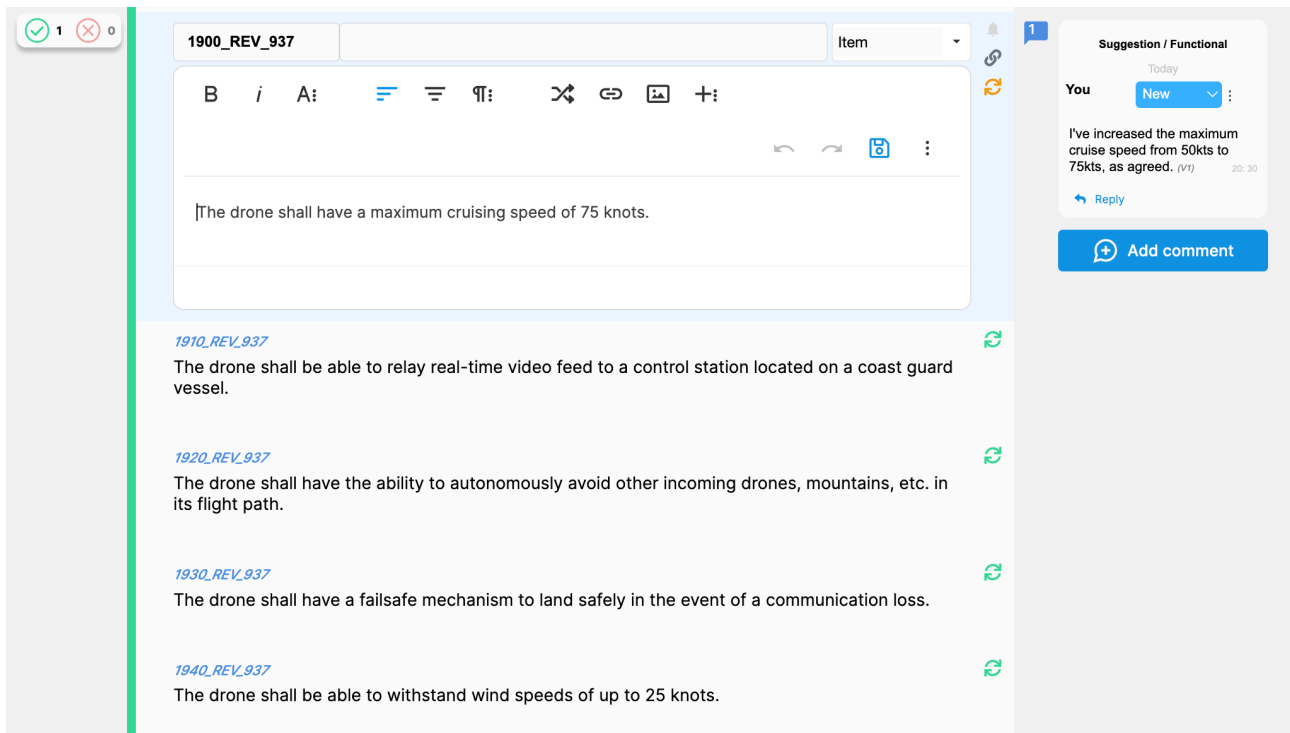 1 0
1900_REV_937
Item
B i A
The drone shall have a maximum cruising speed of 75 knots.
1910_REV_937
The drone shall be able to relay real-time video feed to a control station located on a coast guard
vessel.
1920_REV_937
The drone shall have the ability to autonomously avoid other incoming drones, mountains, etc. in
its flight path.
1930_REV_937
The drone shall have a failsafe mechanism to land safely in the event of a communication loss.
1940_REV_937
The drone shall be able to withstand wind speeds of up to 25 knots.
1
Suggestion / Functional
Today
You
New
I've increased the maximum
cruise speed from 50kts to
75kts, as agreed. (V1) 20: 30
Reply
Add comment